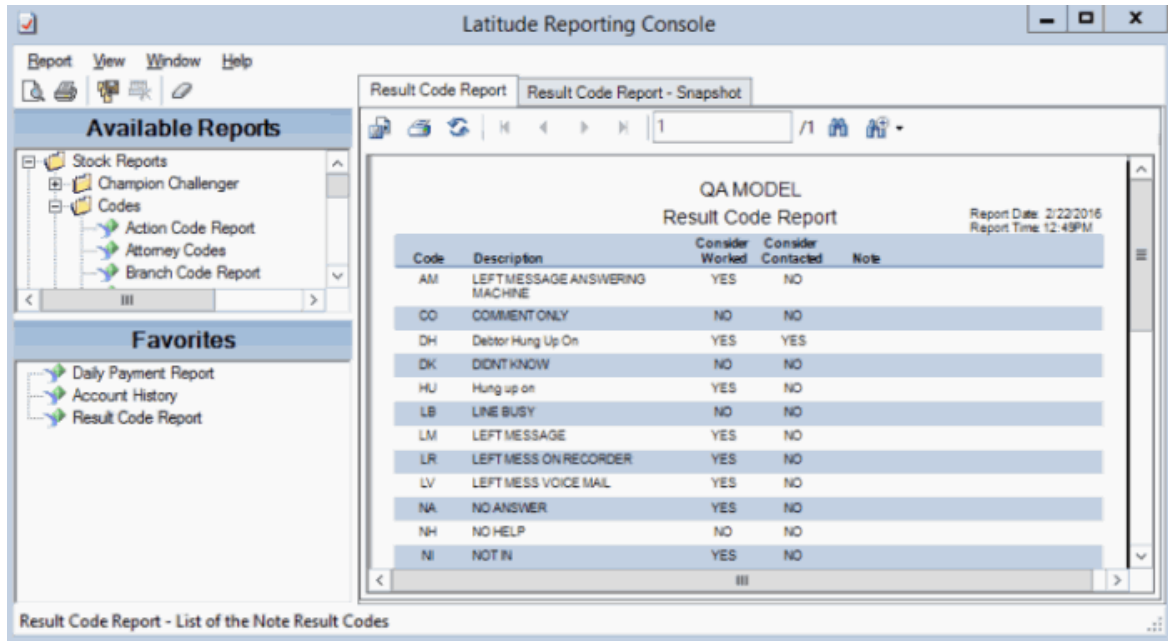 Latitude Reporting Console
Report View Window Help
Available Reports
Stock Reports
Champion Challenger
Codes
Action Code Report
Attorney Codes
Branch Code Report
Favorites
Daily Payment Report
Account History
Result Code Report
Result Code Report Result Code Report - Snapshot
1 /1
QA MODEL
Result Code Report
Report Date: 2/22/2016
Report Time: 12:49PM
Code Description Consider Worked Consider Contacted Note
AM LEFT MESSAGE ANSWERING MACHINE YES NO
CO COMMENT ONLY NO NO
DH Debtor Hung Up On YES YES
DK DIDNT KNOW NO NO
HU Hung up on YES NO
LB LINE BUSY NO NO
LM LEFT MESSAGE YES NO
LR LEFT MESS ON RECORDER YES NO
LV LEFT MESS VOICE MAIL YES NO
NA NO ANSWER YES NO
NH NO HELP NO NO
NI NOT IN YES NO
Result Code Report - List of the Note Result Codes